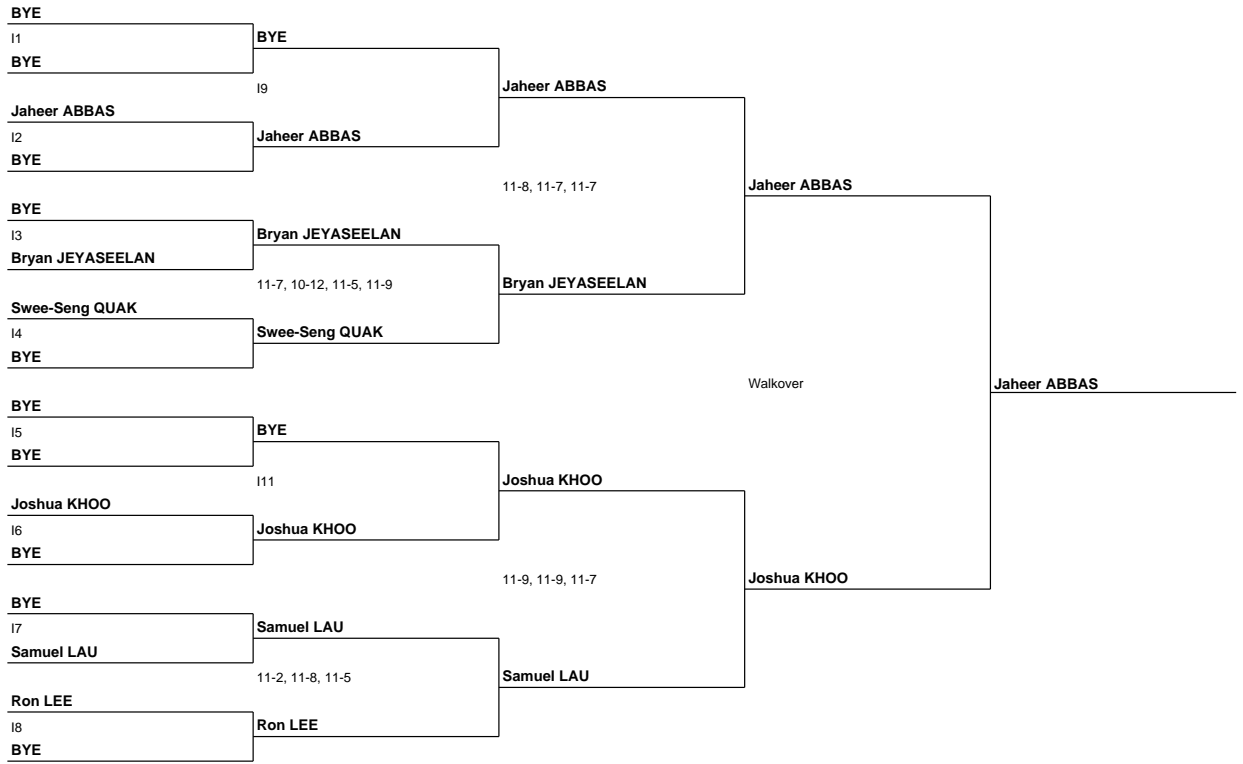 BYE
I1
BYE
BYE
I9
Jaheer ABBAS
Jaheer ABBAS
I2
Jaheer ABBAS
BYE
11-8, 11-7, 11-7
Jaheer ABBAS
BYE
I3
Bryan JEYASEELAN
Bryan JEYASEELAN
11-7, 10-12, 11-5, 11-9
Bryan JEYASEELAN
Swee-Seng QUAK
I4
Swee-Seng QUAK
BYE
Walkover
Jaheer ABBAS
BYE
I5
BYE
BYE
I11
Joshua KHOO
Joshua KHOO
I6
Joshua KHOO
BYE
11-9, 11-9, 11-7
Joshua KHOO
BYE
I7
Samuel LAU
Samuel LAU
11-2, 11-8, 11-5
Samuel LAU
Ron LEE
I8
Ron LEE
BYE